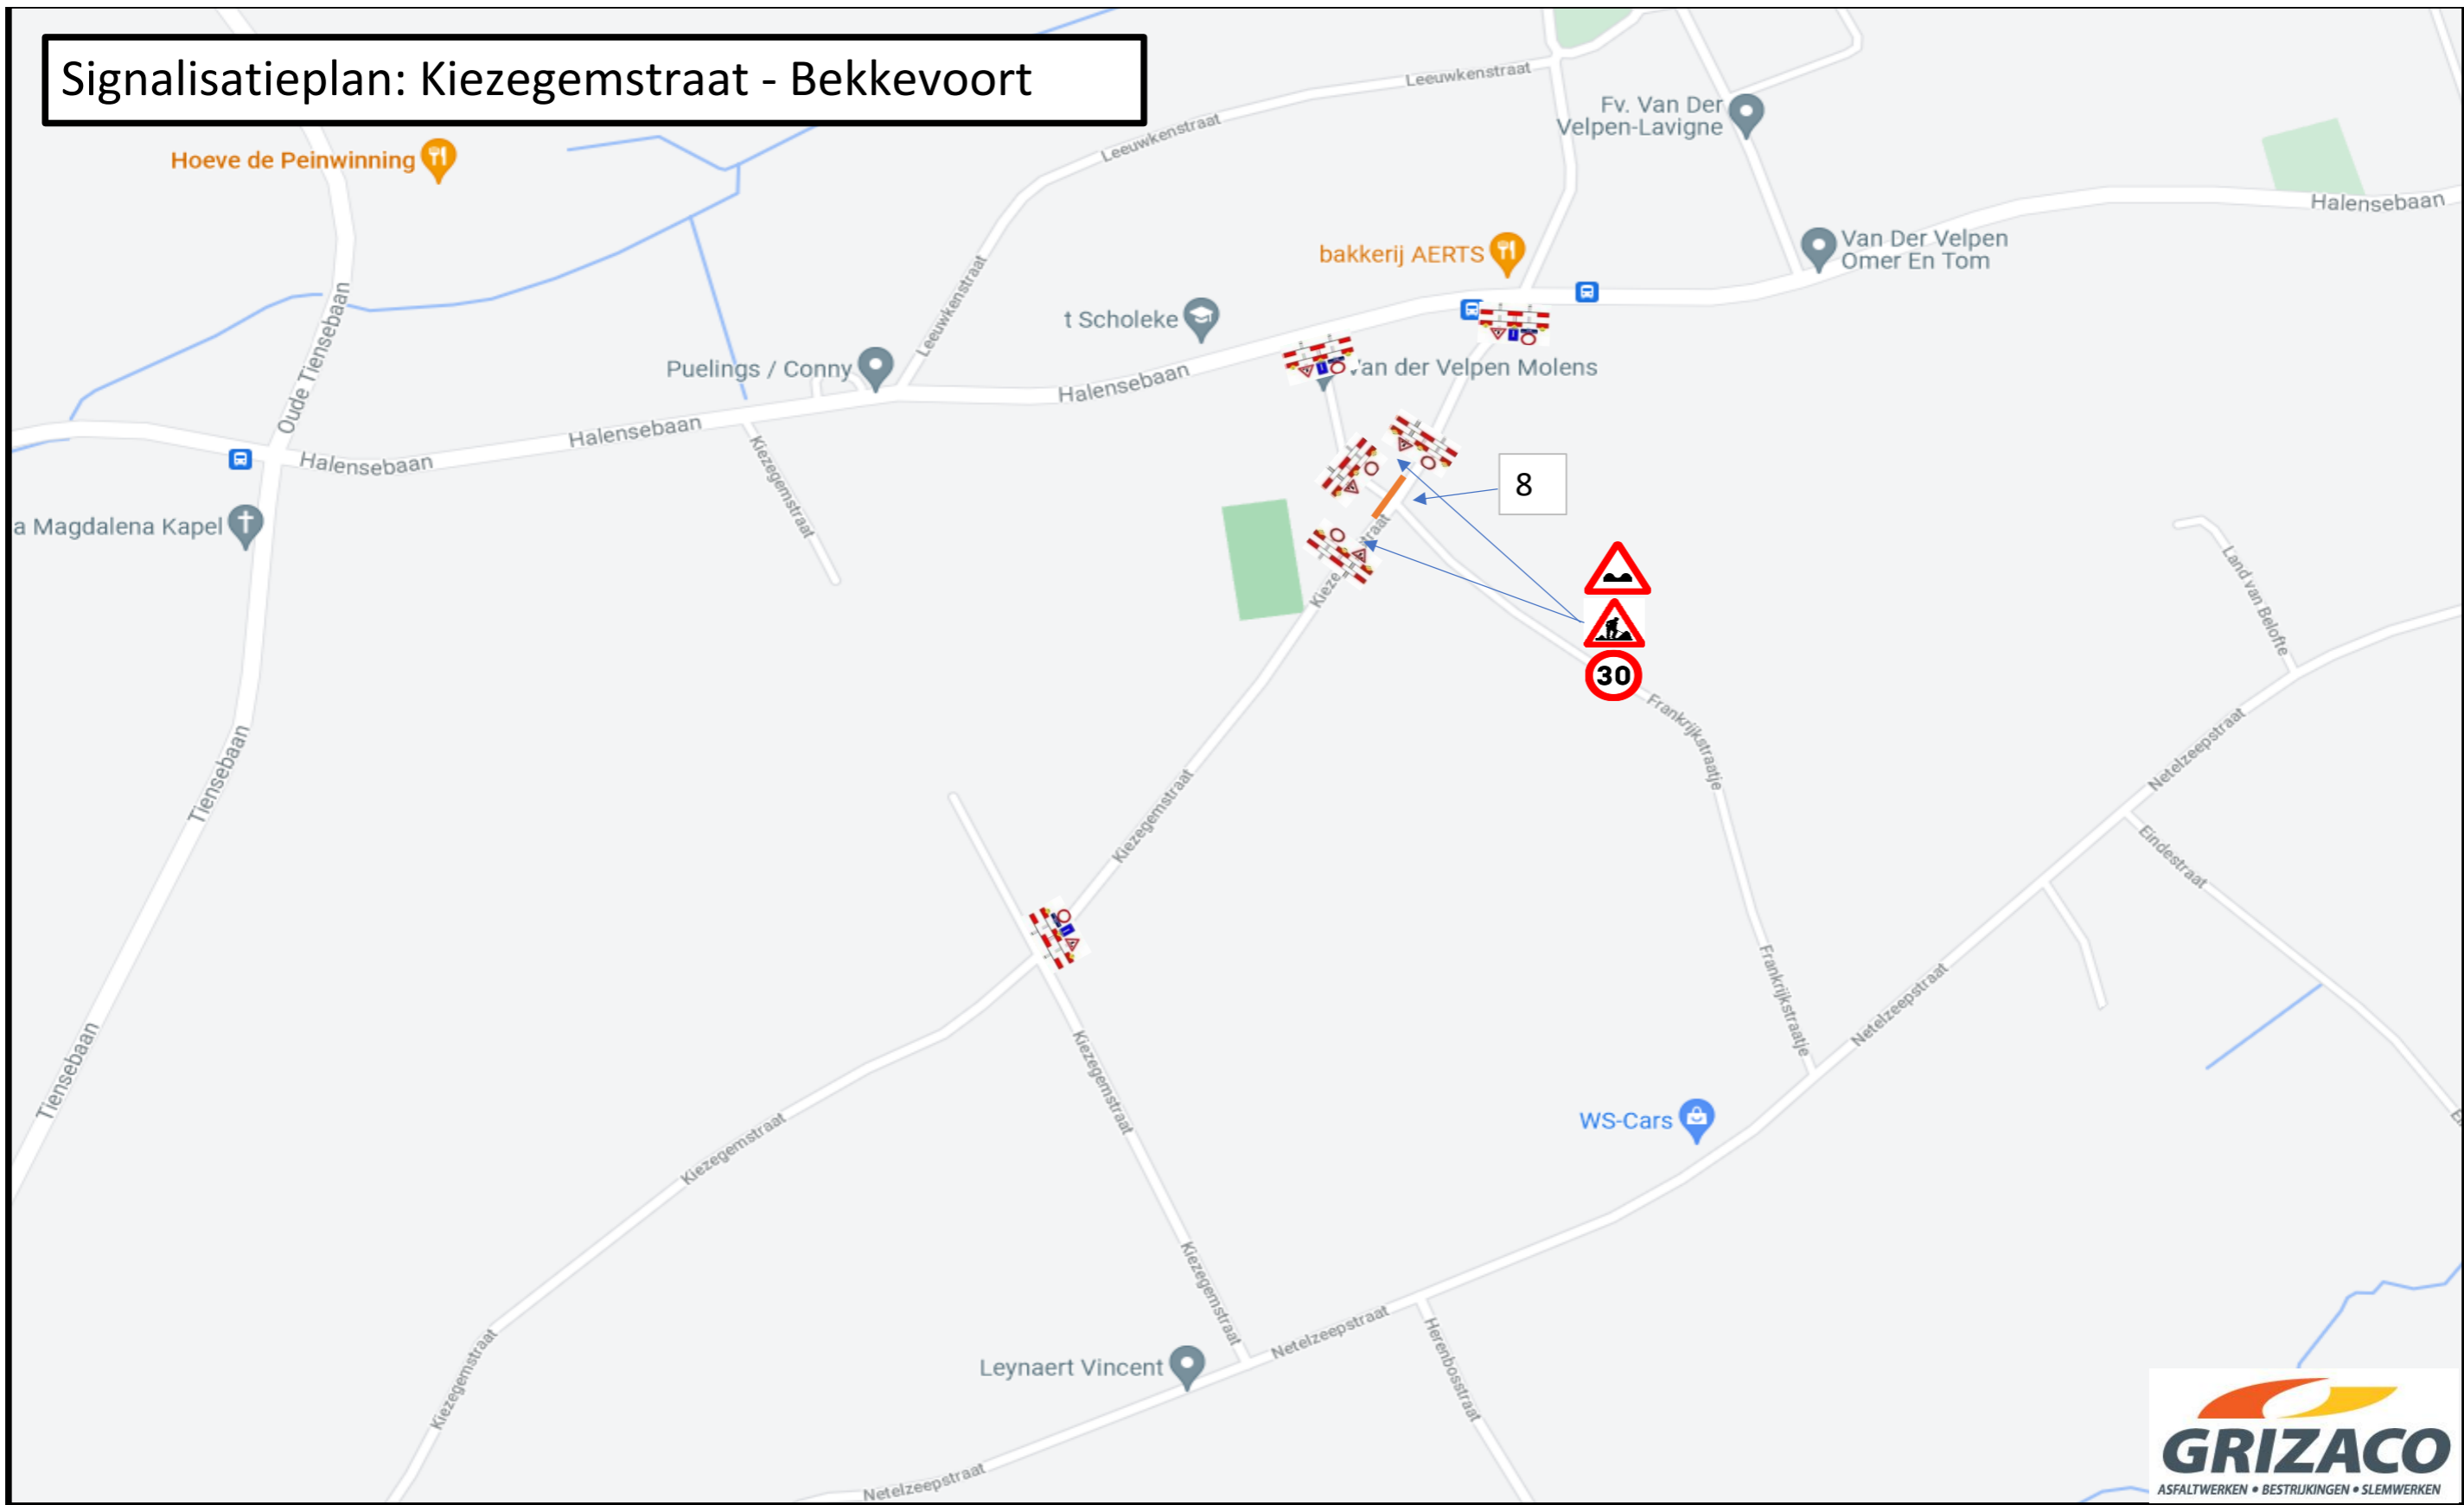 Signalisatieplan: Kiezegemstraat - Bekkevoort
Leeuwkenstraat
Fv. Van Der
Velpen-Lavigne
Leeuwkenstraat
Hoeve de Peinwinning
Halensebaan
bakkerij AERTS
Van Der Velpen
Omer En Tom
Leeuwkenstraat
t Scholeke
Oude Tiensebaan
Puelings / Conny
Van der Velpen Molens
Halensebaan
Halensebaan
Halensebaan
Kiezegemstraat
8
a Magdalena Kapel
straat
Kieze
Land van Belofte
30
Frankrijkstraatje
Netelzeepstraat
Tiensebaan
Kiezegemstraat
Eindestraat
Frankrijkstraatje
Netelzeepstraat
Tiensebaan
Kiezegemstraat
WS-Cars
Kiezegemstraat
Kiezegemstraat
Netelzeepstraat
Herenbosstraat
Leynaert Vincent
Kiezegemstraat
Netelzeepstraat
GRIZACO
ASFALTWERKEN • BESTRIJKINGEN • SLEMWERKEN